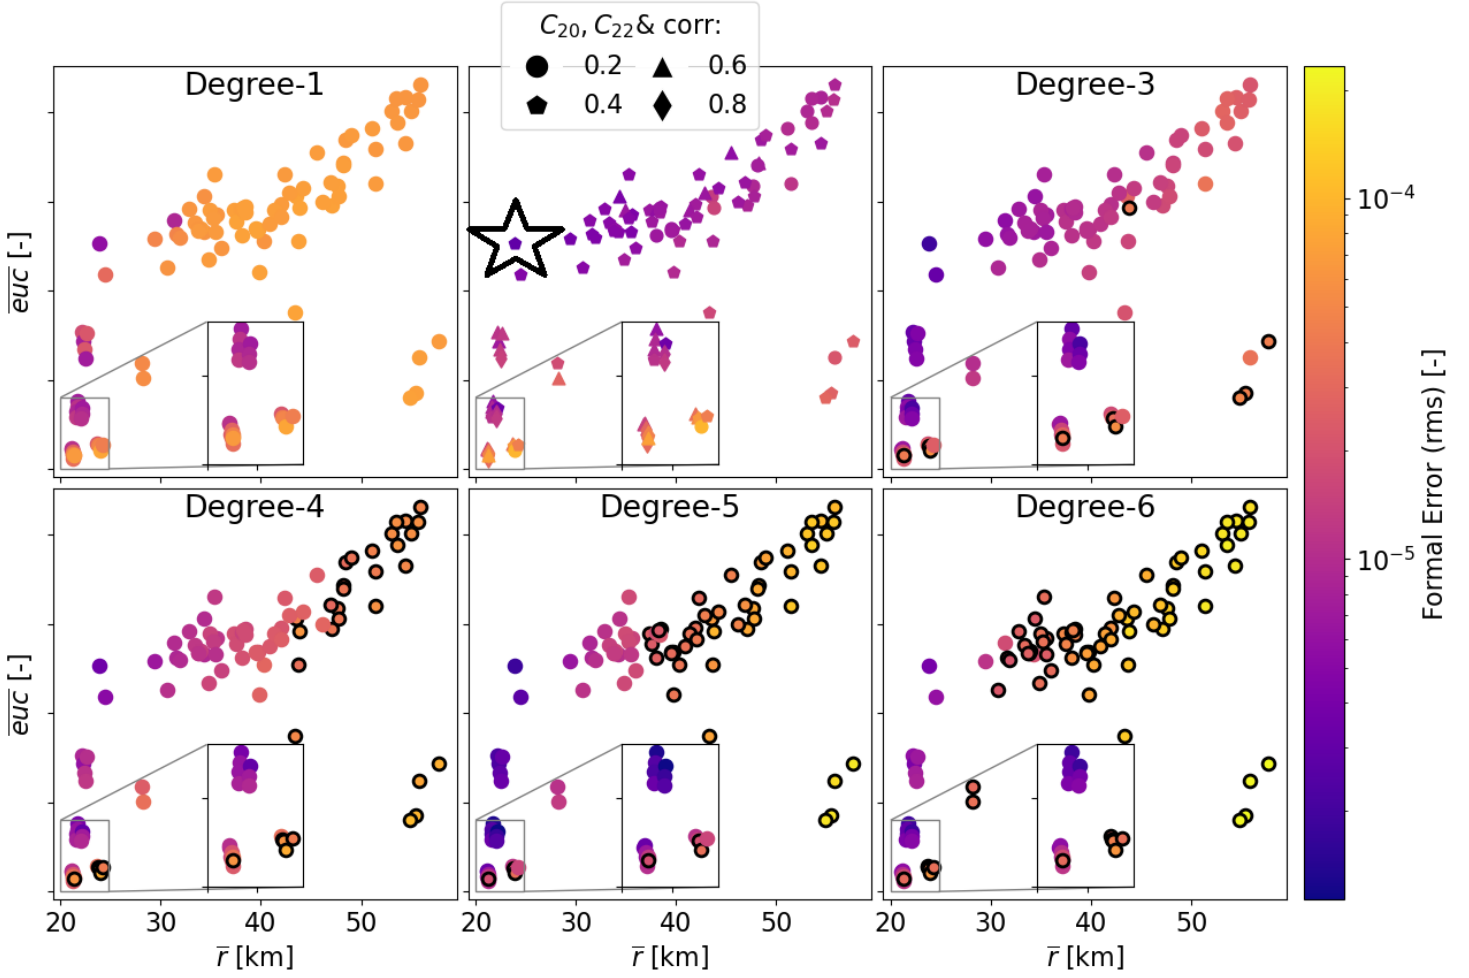 C₂₀, C₂₂& corr:
0.2 0.6
0.4 0.8
Degree-1
Degree-3
euc [-]
10⁻⁴
Formal Error (rms) [-]
10⁻⁵
Degree-4
Degree-5
Degree-6
euc [-]
20 30 40 50
20 30 40 50
20 30 40 50
r [km]
r [km]
r [km]